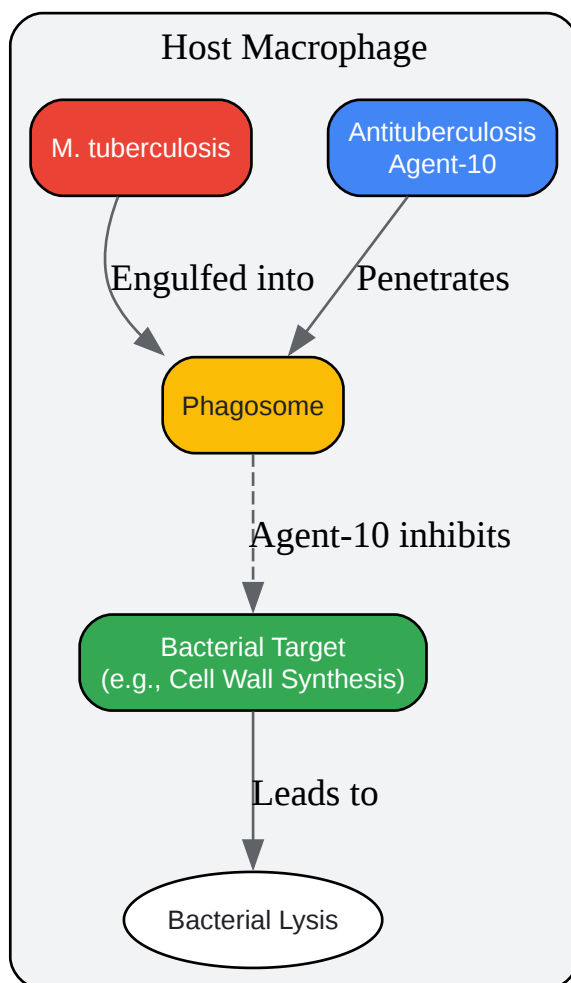 Host Macrophage
M. tuberculosis
Antituberculosis
Agent-10
Engulfed into
Penetrates
Phagosome
Agent-10 inhibits
Bacterial Target
(e.g., Cell Wall Synthesis)
Leads to
Bacterial Lysis